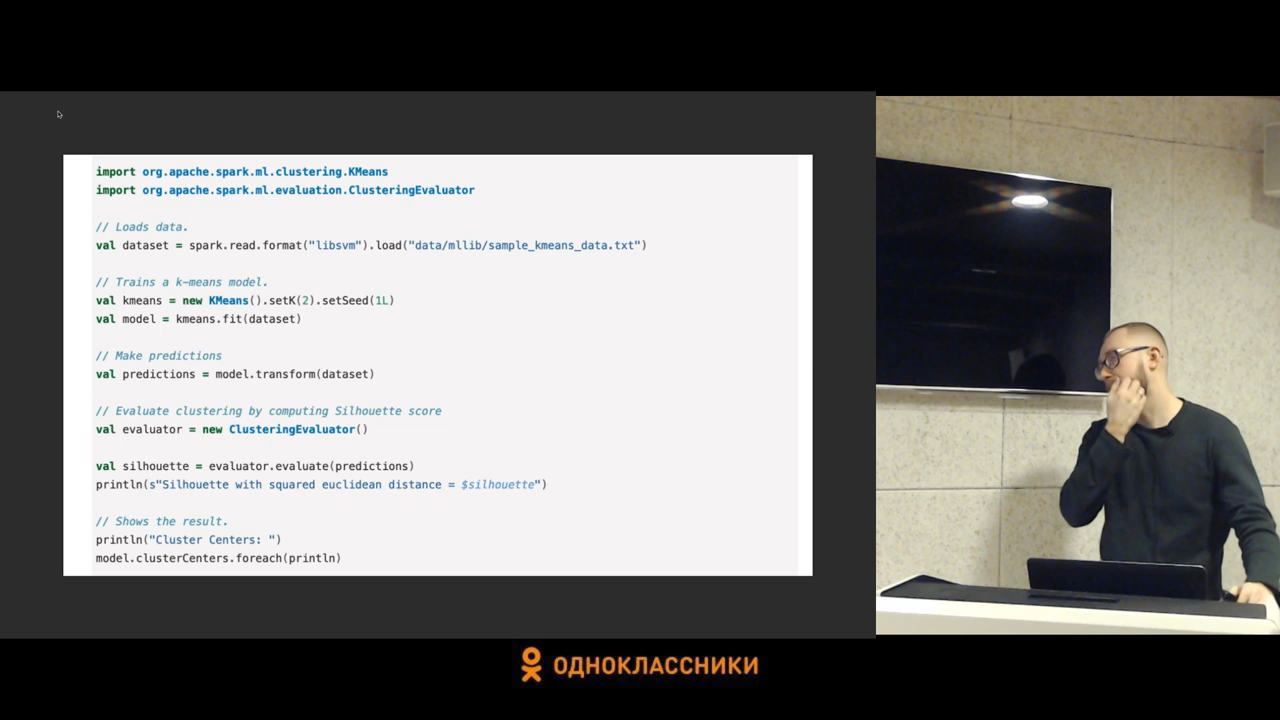 import org.apache.spark.ml.clustering.KMeans
import org.apache.spark.ml.evaluation.ClusteringEvaluator
// Loads data.
val dataset = spark.read.format("libsvm").load("data/mllib/sample_kmeans_data.txt")
// Trains a k-means model.
val kmeans = new KMeans().setK(2).setSeed(1L)
val model = kmeans.fit(dataset)
// Make predictions
val predictions = model.transform(dataset)
// Evaluate clustering by computing Silhouette score
val evaluator = new ClusteringEvaluator()
val silhouette = evaluator.evaluate(predictions)
println(s"Silhouette with squared euclidean distance = $silhouette")
// Shows the result.
println("Cluster Centers: ")
model.clusterCenters.foreach(println)
ОДНОКЛАССНИКИ